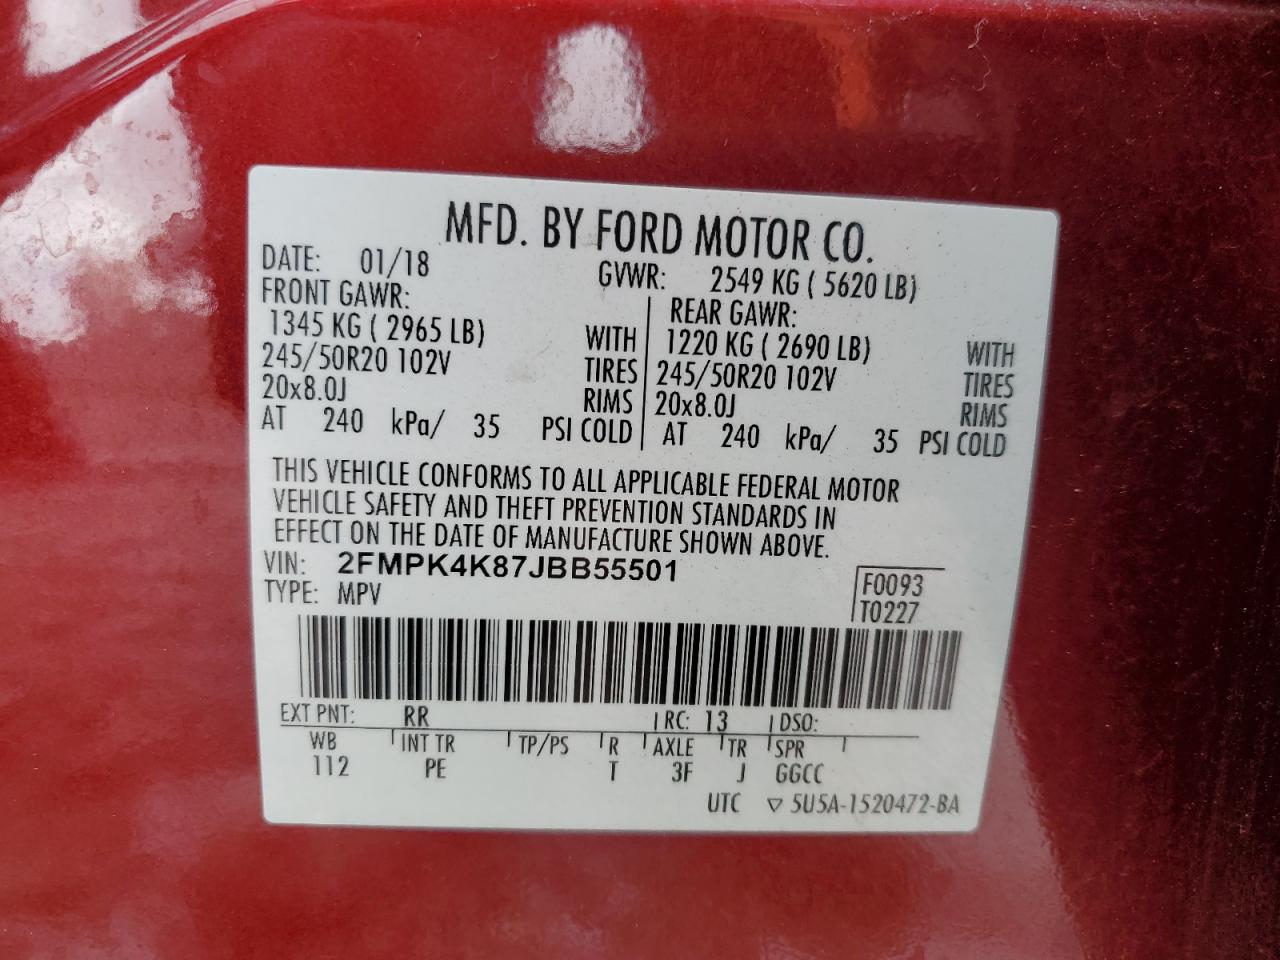 MFD. BY FORD MOTOR CO.
DATE: 01/18 GVWR: 2549 KG ( 5620 LB)
FRONT GAWR: REAR GAWR:
1345 KG ( 2965 LB) WITH 1220 KG ( 2690 LB) WITH
245/50R20 102V TIRES 245/50R20 102V TIRES
20x8.0J RIMS 20x8.0J RIMS
AT 240 kPa/ 35 PSI COLD AT 240 kPa/ 35 PSI COLD
THIS VEHICLE CONFORMS TO ALL APPLICABLE FEDERAL MOTOR
VEHICLE SAFETY AND THEFT PREVENTION STANDARDS IN
EFFECT ON THE DATE OF MANUFACTURE SHOWN ABOVE.
VIN: 2FMPK4K87JBB55501 F0093
TYPE: MPV T0227
EXT PNT: RR RC: 13 DSO:
WB INT TR TP/PS R AXLE TR SPR
112 PE T 3F J GGCC
UTC ▽ 5U5A-1520472-BA